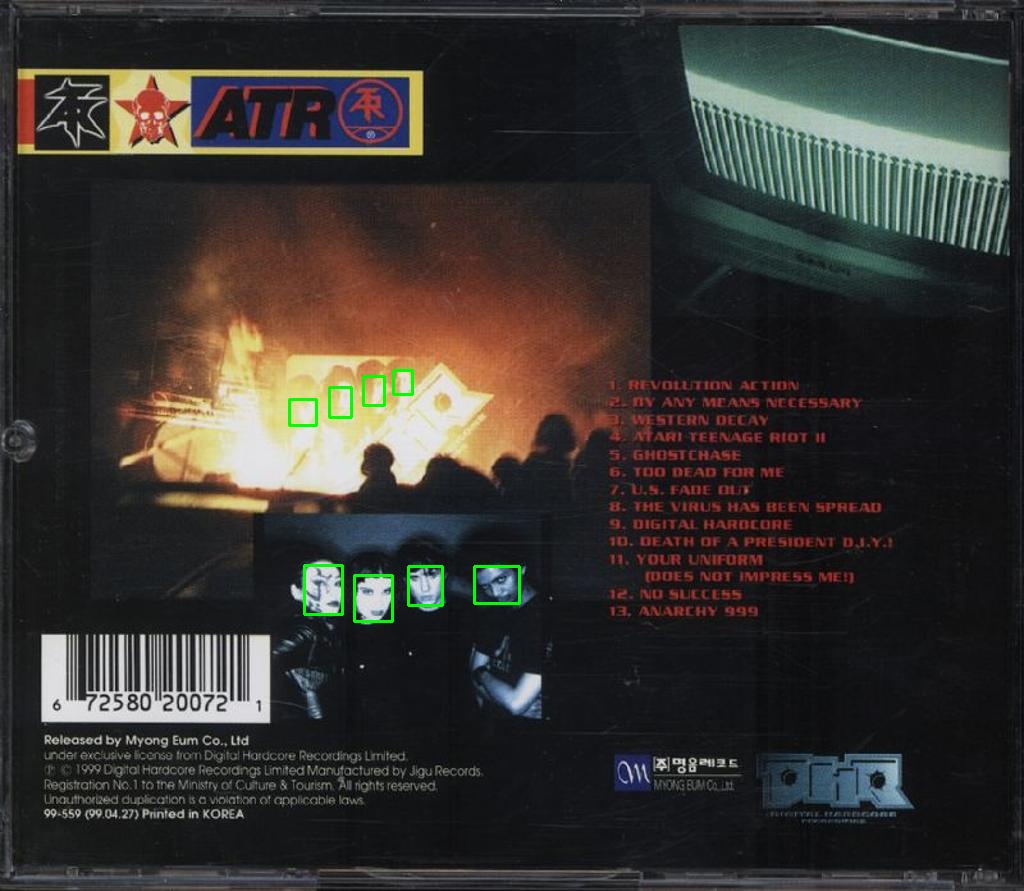 ATR
1. REVOLUTION ACTION
2. BY ANY MEANS NECESSARY
3. WESTERN DECAY
4. ATARI TEENAGE RIOT II
5. GHOSTCHASE
6. TOO DEAD FOR ME
7. U.S. FADE OUT
8. THE VIRUS HAS BEEN SPREAD
9. DIGITAL HARDCORE
10. DEATH OF A PRESIDENT D.I.Y.!
11. YOUR UNIFORM
(DOES NOT IMPRESS ME!)
12. NO SUCCESS
13. ANARCHY 999
6 72580 20072 1
Released by Myong Eum Co., Ltd
under exclusive license from Digital Hardcore Recordings Limited.
℗ © 1999 Digital Hardcore Recordings Limited Manufactured by Jigu Records.
Registration No.1 to the Ministry of Culture & Tourism. All rights reserved.
Unauthorized duplication is a violation of applicable laws.
99-559 (99.04.27) Printed in KOREA
㈜명음레코드
MYONG EUM Co., Ltd.
DHR
DIGITAL HARDCORE
RECORDINGS